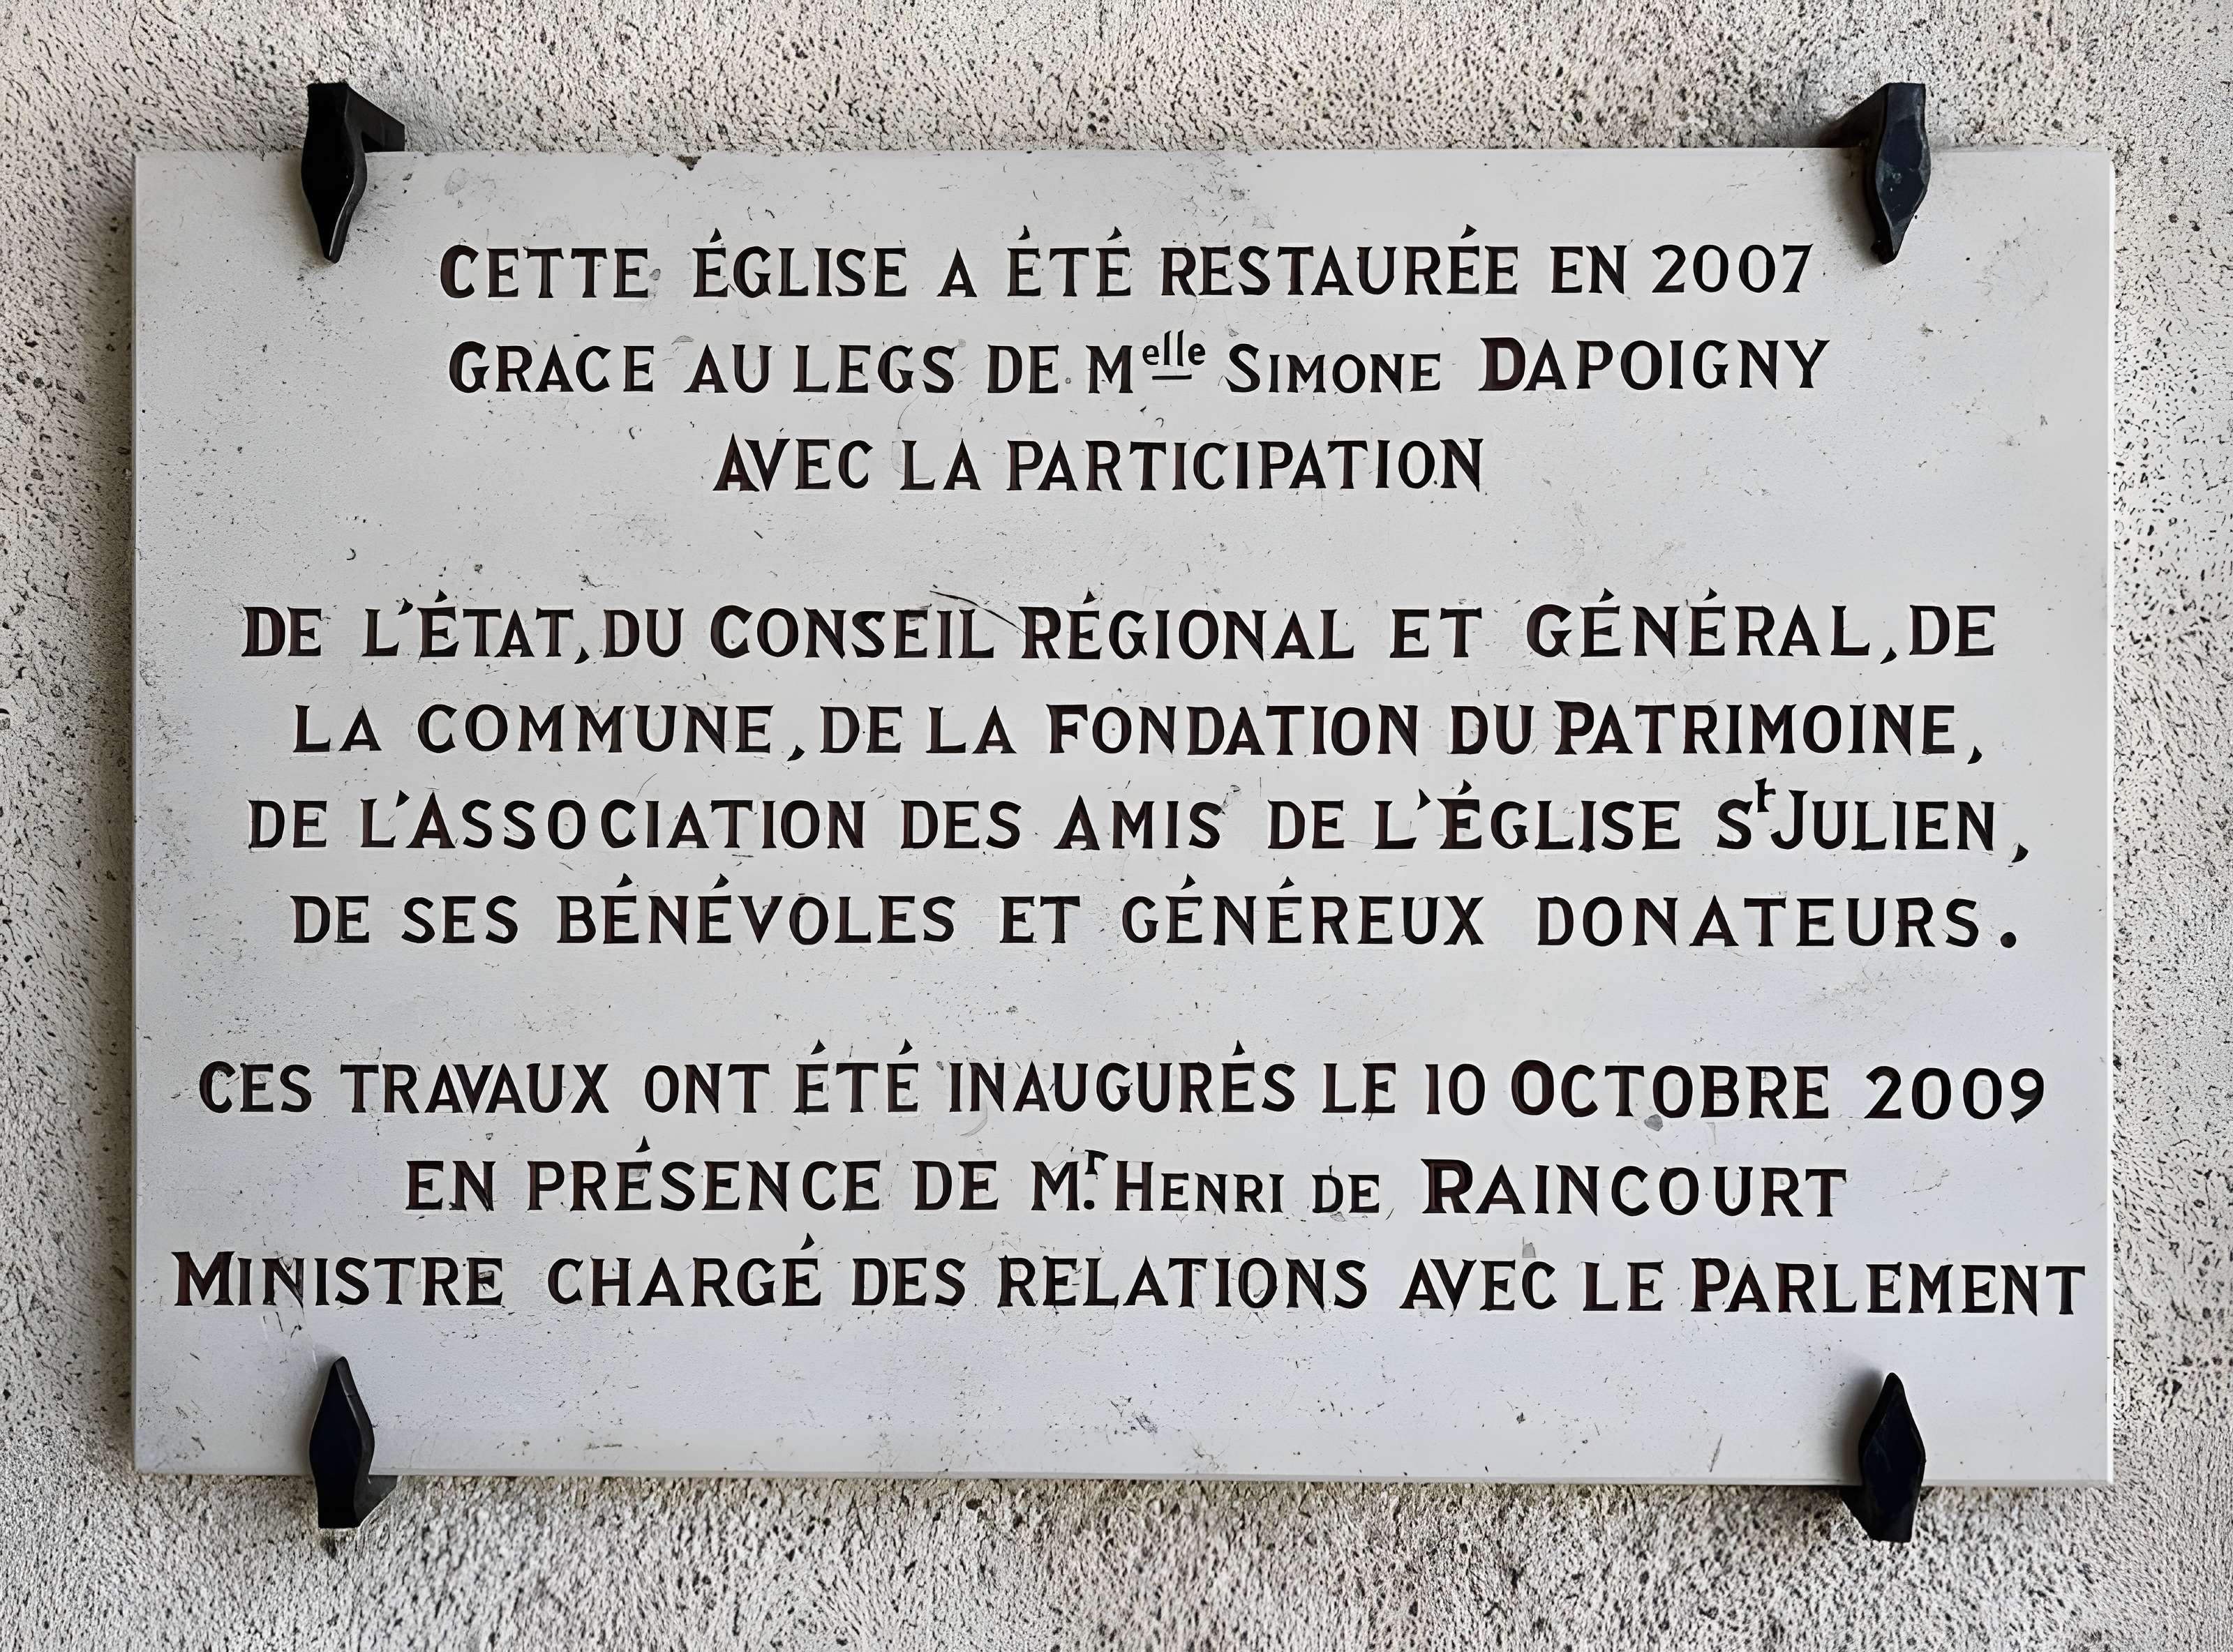 CETTE ÉGLISE A ÉTÉ RESTAURÉE EN 2007
GRACE AU LEGS DE Melle SIMONE DAPOIGNY
AVEC LA PARTICIPATION
DE L'ÉTAT, DU CONSEIL RÉGIONAL ET GÉNÉRAL, DE
LA COMMUNE, DE LA FONDATION DU PATRIMOINE,
DE L'ASSOCIATION DES AMIS DE L'ÉGLISE St JULIEN,
DE SES BÉNÉVOLES ET GÉNÉREUX DONATEURS.
CES TRAVAUX ONT ÉTÉ INAUGURÉS LE 10 OCTOBRE 2009
EN PRÉSENCE DE Mr. HENRI DE RAINCOURT
MINISTRE CHARGÉ DES RELATIONS AVEC LE PARLEMENT